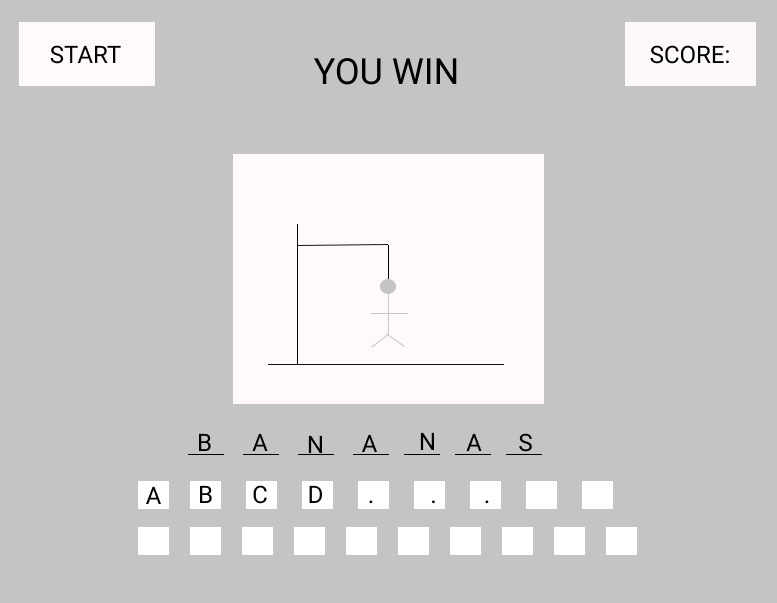 START
YOU WIN
SCORE:
B A N A N A S
A B C D . . .